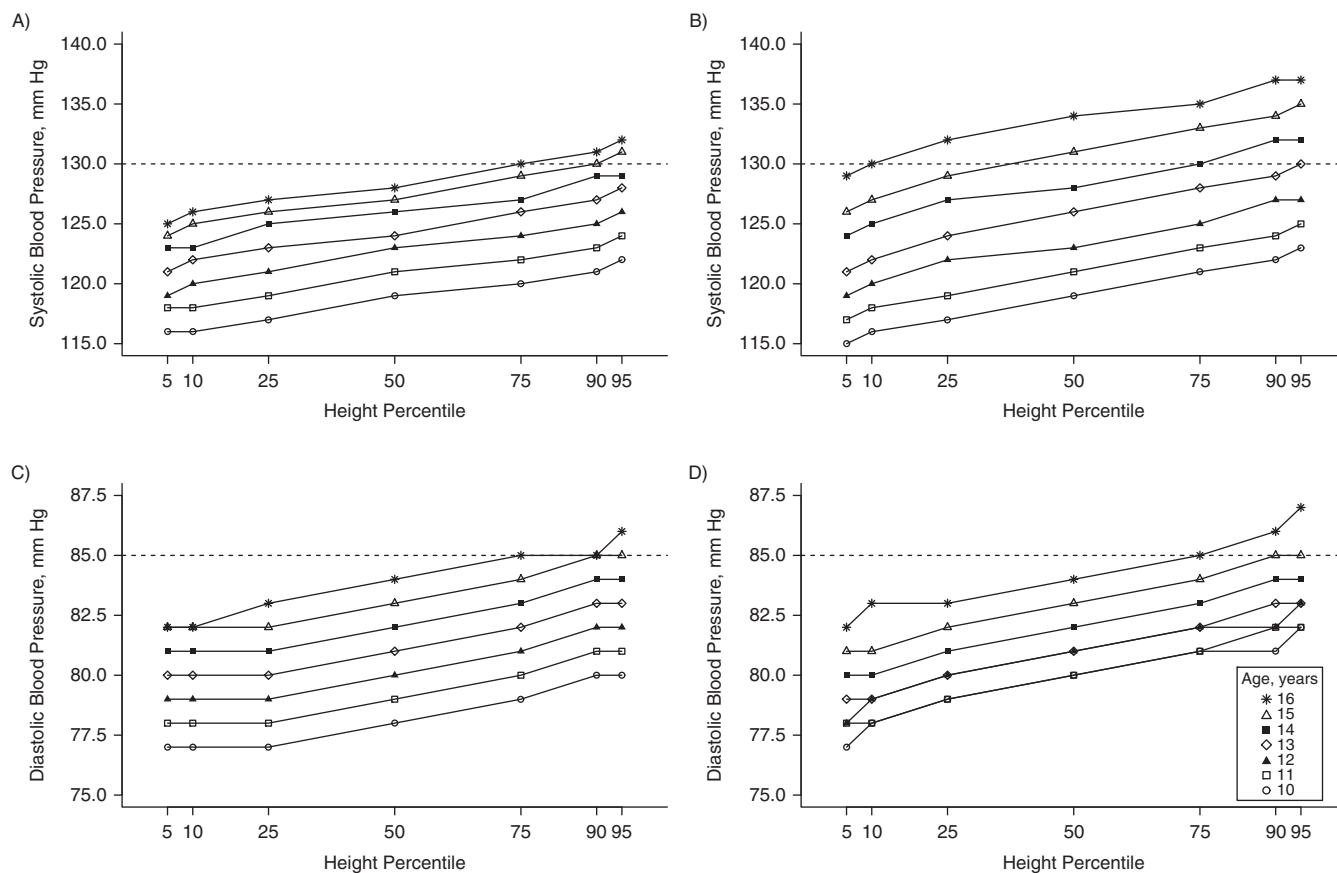 A)
Systolic Blood Pressure, mm Hg
140.0
135.0
130.0
125.0
120.0
115.0
5 10 25 50 75 90 95
Height Percentile
B)
Systolic Blood Pressure, mm Hg
140.0
135.0
130.0
125.0
120.0
115.0
5 10 25 50 75 90 95
Height Percentile
C)
Diastolic Blood Pressure, mm Hg
87.5
85.0
82.5
80.0
77.5
75.0
5 10 25 50 75 90 95
Height Percentile
D)
Diastolic Blood Pressure, mm Hg
87.5
85.0
82.5
80.0
77.5
75.0
5 10 25 50 75 90 95
Height Percentile
Age, years
16
15
14
13
12
11
10